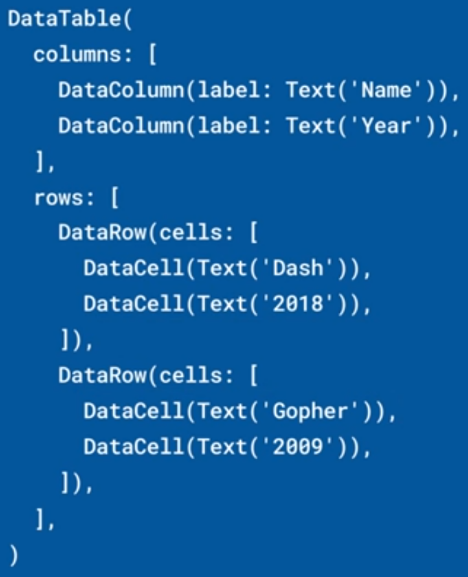 DataTable(
  columns: [
    DataColumn(label: Text('Name')),
    DataColumn(label: Text('Year')),
  ],
  rows: [
    DataRow(cells: [
      DataCell(Text('Dash')),
      DataCell(Text('2018')),
    ]),
    DataRow(cells: [
      DataCell(Text('Gopher')),
      DataCell(Text('2009')),
    ]),
  ],
)